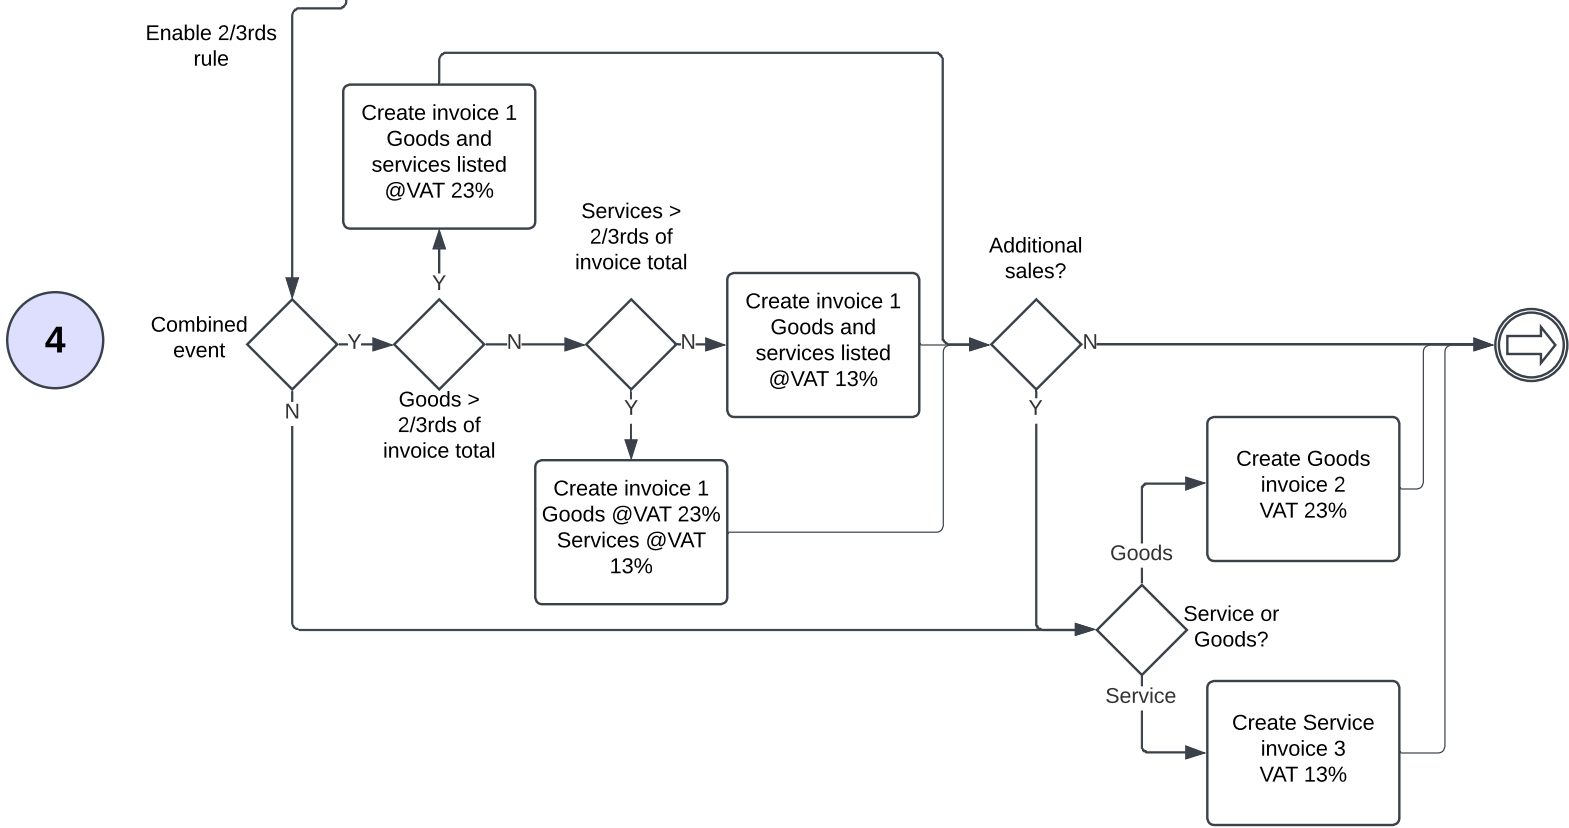 Enable 2/3rds
rule
Create invoice 1
Goods and
services listed
@VAT 23%
Services >
2/3rds of
invoice total
Additional
sales?
Y
Create invoice 1
Goods and
services listed
@VAT 13%
4
Combined
event
Y
N
N
N
Goods >
2/3rds of
invoice total
N
Y
Y
Create invoice 1
Goods @VAT 23%
Services @VAT
13%
Create Goods
invoice 2
VAT 23%
Goods
Service or
Goods?
Service
Create Service
invoice 3
VAT 13%